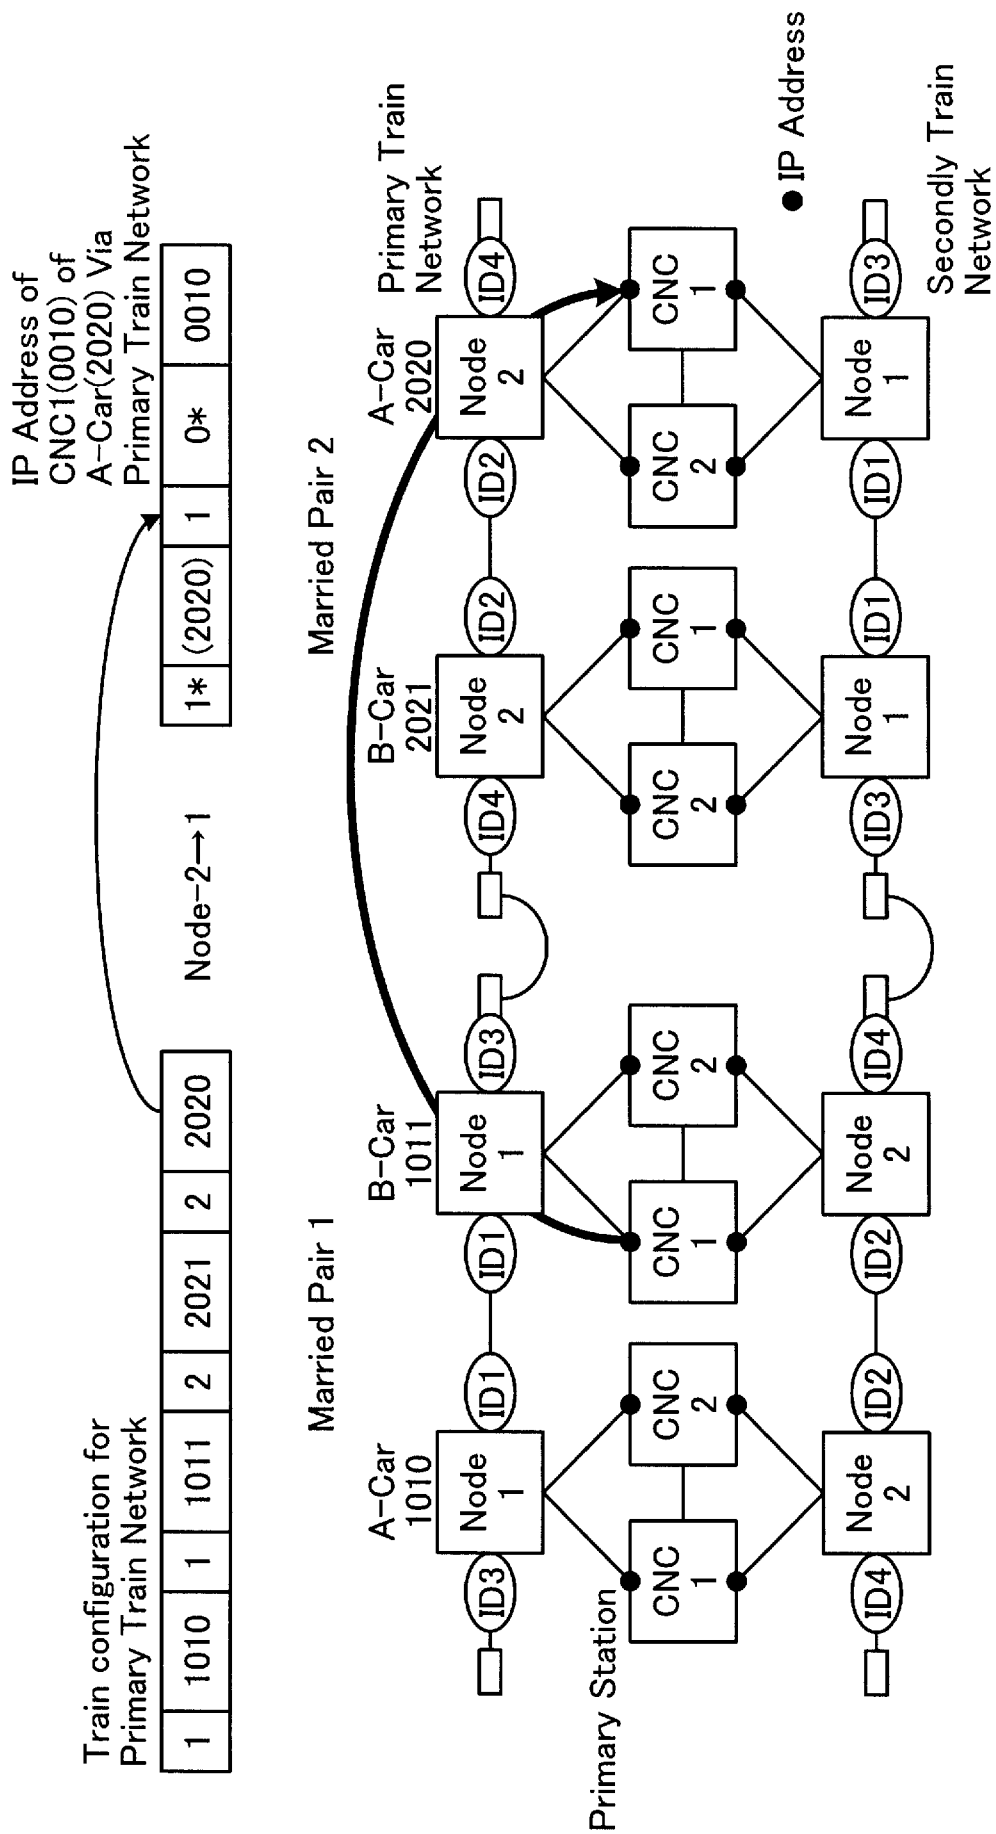 Train configuration for
Primary Train Network
1 1010 1 1011 2 2021 2 2020
Node-2→1
IP Address of
CNC1(0010) of
A-Car(2020) Via
Primary Train Network
1* (2020) 1 0* 0010
Married Pair 1
Married Pair 2
A-Car
1010
B-Car
1011
B-Car
2021
A-Car
2020
Primary Train
Network
ID3
Node
1
ID1
ID1
Node
1
ID3
ID4
Node
2
ID2
ID2
Node
2
ID4
Primary Station
CNC
1
CNC
2
CNC
1
CNC
2
CNC
2
CNC
1
CNC
2
CNC
1
● IP Address
ID4
Node
2
ID2
ID2
Node
2
ID4
ID3
Node
1
ID1
ID1
Node
1
ID3
Secondly Train
Network